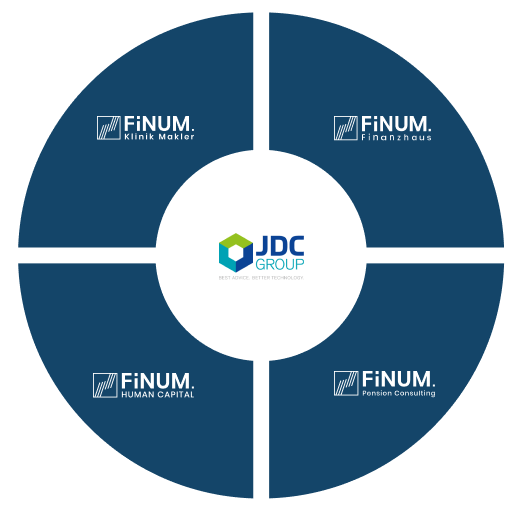 FiNUM.
Klinik Makler
FiNUM.
Finanzhaus
JDC
GROUP
BEST ADVICE. BETTER TECHNOLOGY.
FiNUM.
HUMAN CAPITAL
FiNUM.
Pension Consulting